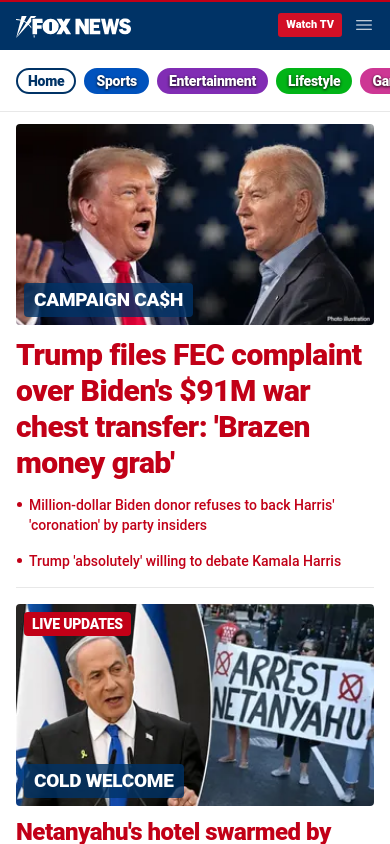 FOX NEWS
Watch TV
Home
Sports
Entertainment
Lifestyle
CAMPAIGN CA$H
Photo illustration
Trump files FEC complaint
over Biden's $91M war
chest transfer: 'Brazen
money grab'
• Million-dollar Biden donor refuses to back Harris'
'coronation' by party insiders
• Trump 'absolutely' willing to debate Kamala Harris
LIVE UPDATES
ARREST
NETANYAHU
COLD WELCOME
Netanyahu's hotel swarmed by